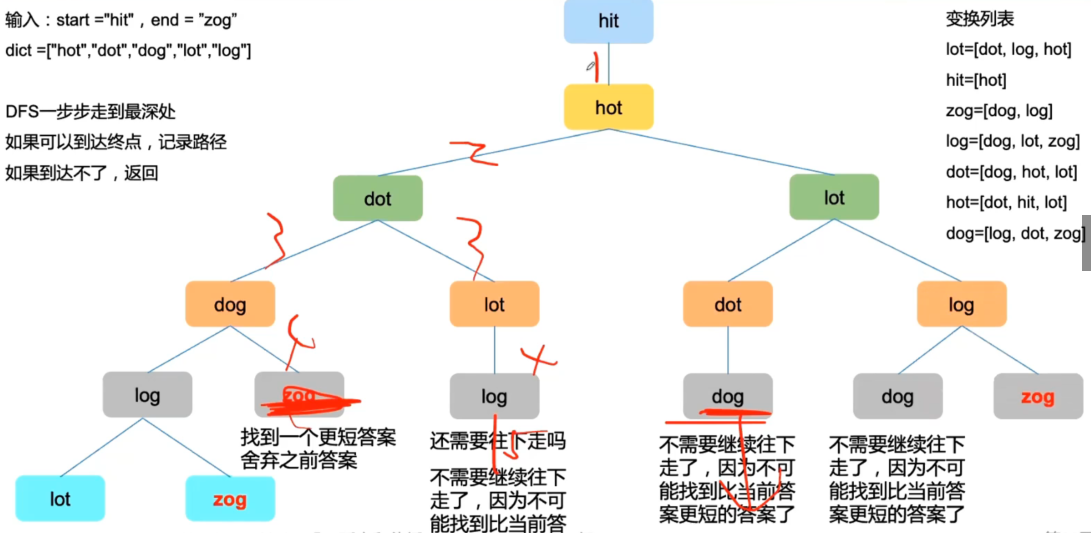 输入：start ="hit"，end = ”zog”
dict =["hot","dot","dog","lot","log"]
DFS一步步走到最深处
如果可以到达终点，记录路径
如果到达不了，返回
变换列表
lot=[dot, log, hot]
hit=[hot]
zog=[dog, log]
log=[dog, lot, zog]
dot=[dog, hot, lot]
hot=[dot, hit, lot]
dog=[log, dot, zog]
hit
1
hot
2
dot
lot
3
3
dog
lot
dot
log
4
4
log
zog
log
dog
dog
zog
找到一个更短答案
舍弃之前答案
还需要往下走吗
5
不需要继续往下
走了，因为不可
能找到比当前答
不需要继续往下
走了，因为不可
能找到比当前答
案更短的答案了
不需要继续往下
走了，因为不可
能找到比当前答
案更短的答案了
lot
zog